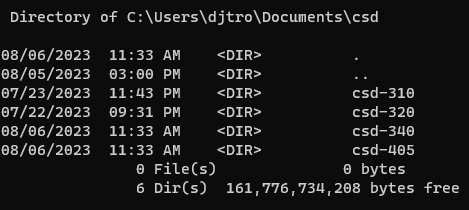 Directory of C:\Users\djtro\Documents\csd
08/06/2023  11:33 AM    <DIR>          .
08/05/2023  03:00 PM    <DIR>          ..
07/23/2023  11:43 PM    <DIR>          csd-310
07/22/2023  09:31 PM    <DIR>          csd-320
08/06/2023  11:33 AM    <DIR>          csd-340
08/06/2023  11:33 AM    <DIR>          csd-405
0 File(s)              0 bytes
6 Dir(s)  161,776,734,208 bytes free